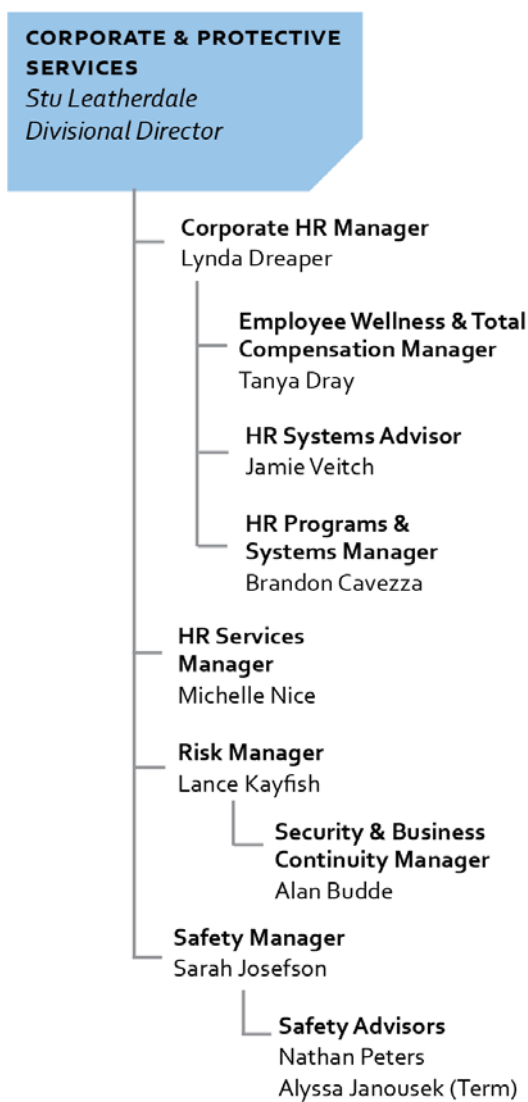 CORPORATE & PROTECTIVE
SERVICES
Stu Leatherdale
Divisional Director
Corporate HR Manager
Lynda Dreaper
Employee Wellness & Total
Compensation Manager
Tanya Dray
HR Systems Advisor
Jamie Veitch
HR Programs &
Systems Manager
Brandon Cavezza
HR Services
Manager
Michelle Nice
Risk Manager
Lance Kayfish
Security & Business
Continuity Manager
Alan Budde
Safety Manager
Sarah Josefson
Safety Advisors
Nathan Peters
Alyssa Janousek (Term)